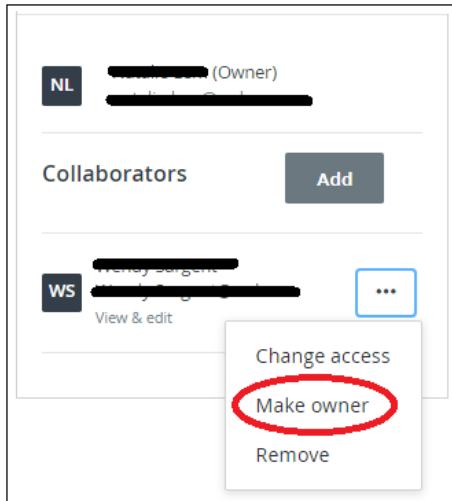 NL
(Owner)
Collaborators
Add
WS
View & edit
...
Change access
Make owner
Remove